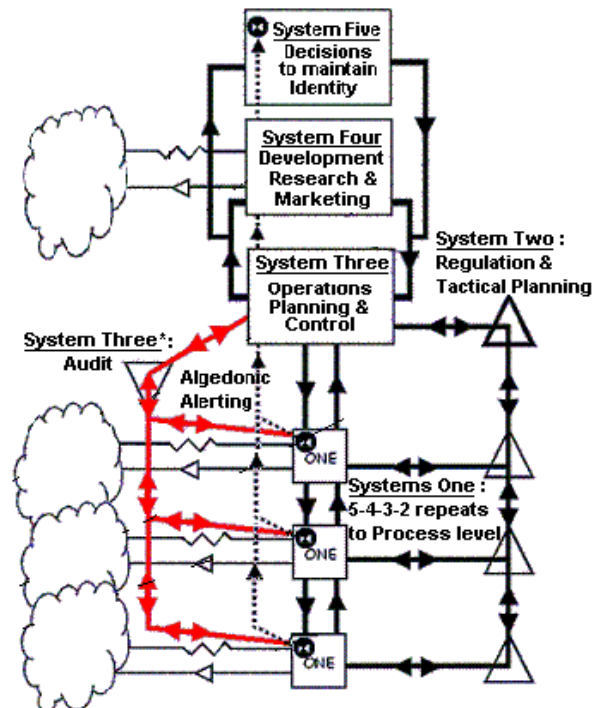 System Five
Decisions
to maintain
Identity
System Four
Development
Research &
Marketing
System Two :
Regulation &
Tactical Planning
System Three
Operations
Planning &
Control
System Three*:
Audit
Algedonic
Alerting
ONE
Systems One :
5-4-3-2 repeats
to Process level
ONE
ONE